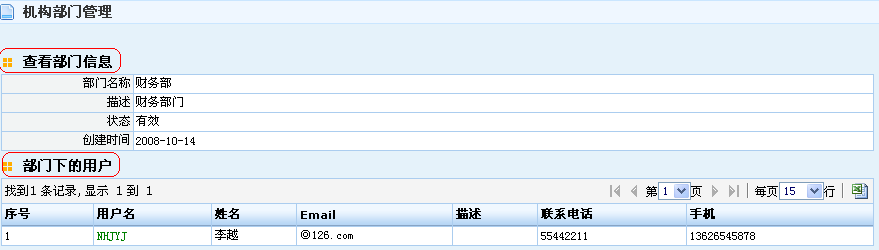 机构部门管理
查看部门信息
部门名称 财务部
描述 财务部门
状态 有效
创建时间 2008-10-14
部门下的用户
找到1 条记录,显示 1 到 1 第 1 页 每页 15 行
序号 用户名 姓名 Email 描述 联系电话 手机
1 NHJYJ 李越 @126.com 55442211 13626545878